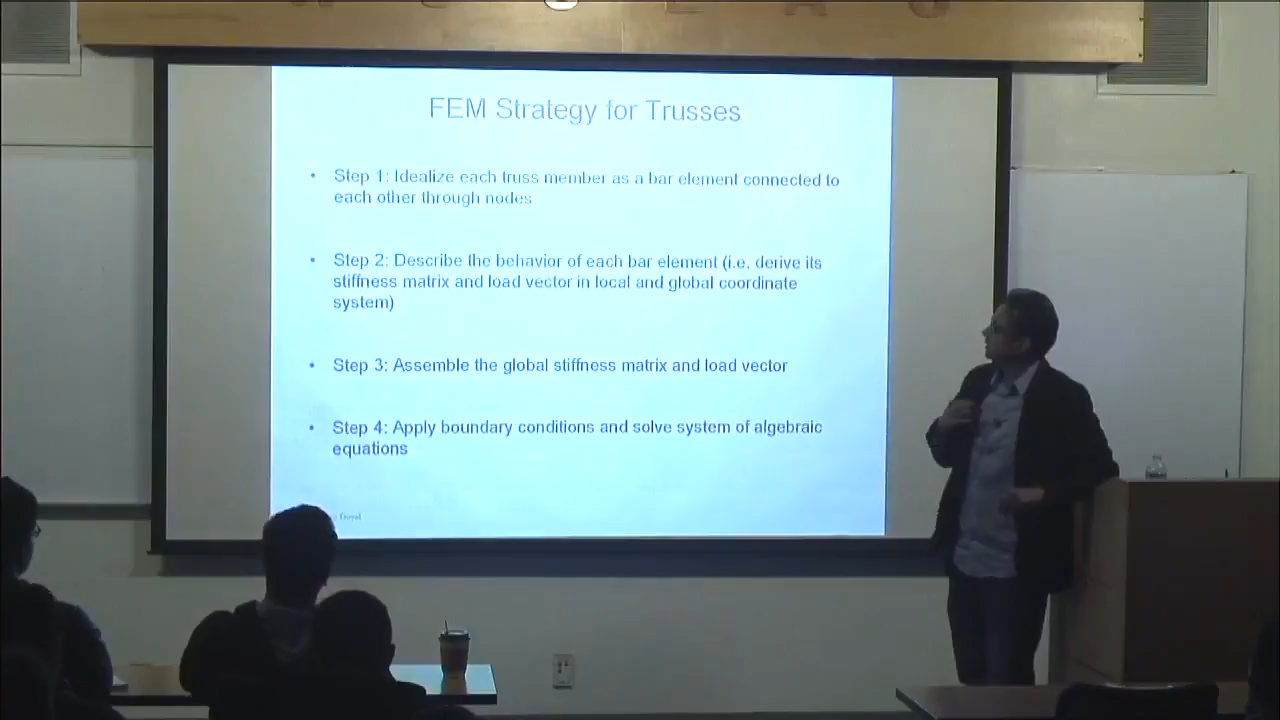 FEM Strategy for Trusses
• Step 1: Idealize each truss member as a bar element connected to
each other through nodes
• Step 2: Describe the behavior of each bar element (i.e. derive its
stiffness matrix and load vector in local and global coordinate
system)
• Step 3: Assemble the global stiffness matrix and load vector
• Step 4: Apply boundary conditions and solve system of algebraic
equations
Goyal